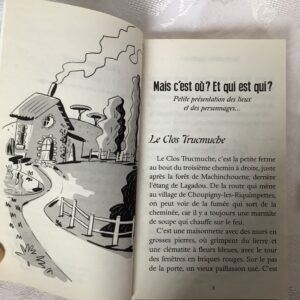 Mais c'est où? Et qui est qui?
Petite présentation des lieux
et des personnages...
Le Clos Trucmuche
Le Clos Trucmuche, c'est la petite ferme
au bout du troisième chemin à droite, juste
après la forêt de Machinchouette, derrière
l'étang de Lagadou. De la route qui mène
au village de Choupigny-les-Riquimpettes,
on peut voir de la fumée qui sort de la
cheminée, car il y a toujours une marmite
de soupe qui chauffe sur le feu.
C'est une maisonnette avec des murs en
grosses pierres, où grimpent du lierre et
une clématite à fleurs bleues, avec le tour
des fenêtres en briques rouges. Sur le pas
de la porte, un vieux paillasson usé. C'est